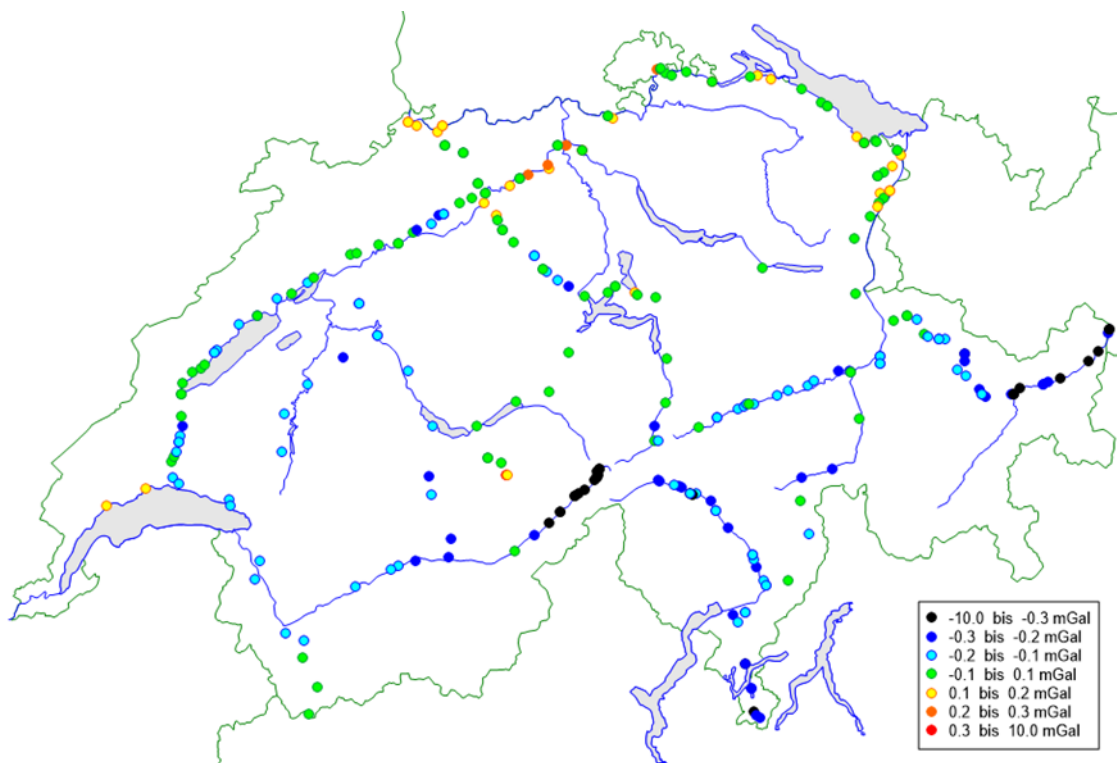 -10.0 bis -0.3 mGal
-0.3 bis -0.2 mGal
-0.2 bis -0.1 mGal
-0.1 bis 0.1 mGal
0.1 bis 0.2 mGal
0.2 bis 0.3 mGal
0.3 bis 10.0 mGal